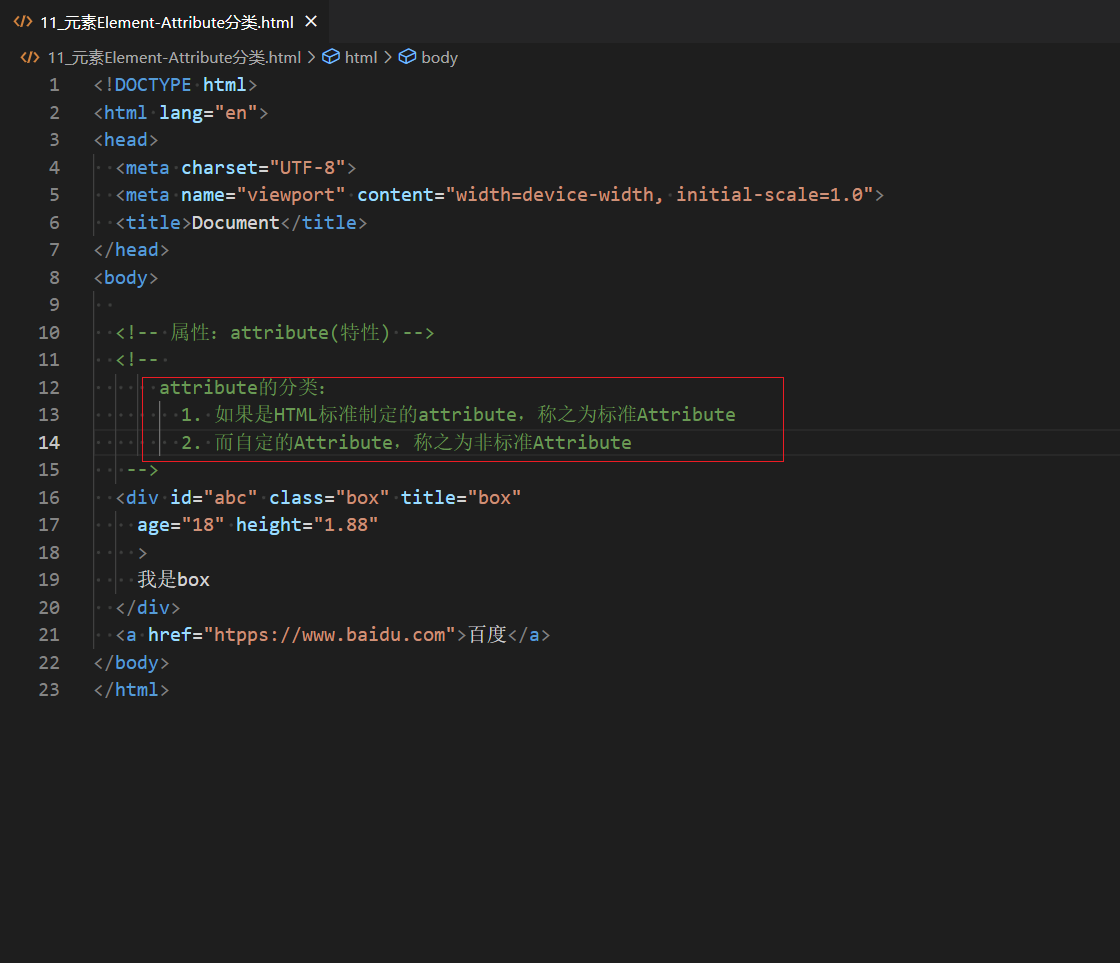 11_元素Element-Attribute分类.html
11_元素Element-Attribute分类.html > html > body
1 <!DOCTYPE html>
2 <html lang="en">
3 <head>
4   <meta charset="UTF-8">
5   <meta name="viewport" content="width=device-width, initial-scale=1.0">
6   <title>Document</title>
7 </head>
8 <body>
9
10   <!-- 属性：attribute(特性) -->
11   <!--
12       attribute的分类：
13         1. 如果是HTML标准制定的attribute，称之为标准Attribute
14         2. 而自定的Attribute，称之为非标准Attribute
15    -->
16   <div id="abc" class="box" title="box"
17     age="18" height="1.88"
18     >
19     我是box
20   </div>
21   <a href="htpps://www.baidu.com">百度</a>
22 </body>
23 </html>